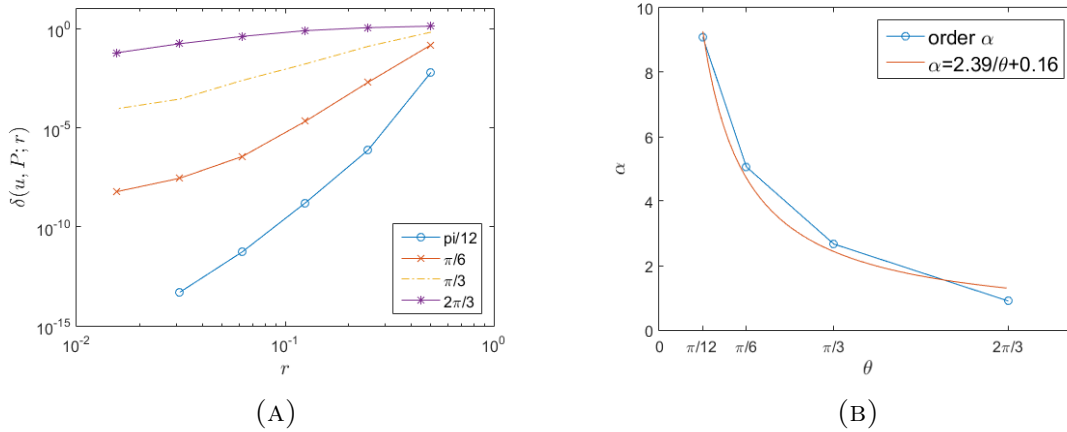 10^0
10^-5
10^-10
10^-15
δ(u, P; r)
pi/12
π/6
π/3
2π/3
10^-2
10^-1
10^0
r
(A)
10
8
6
4
2
0
α
order α
α=2.39/θ+0.16
0
π/12
π/6
π/3
2π/3
θ
(B)